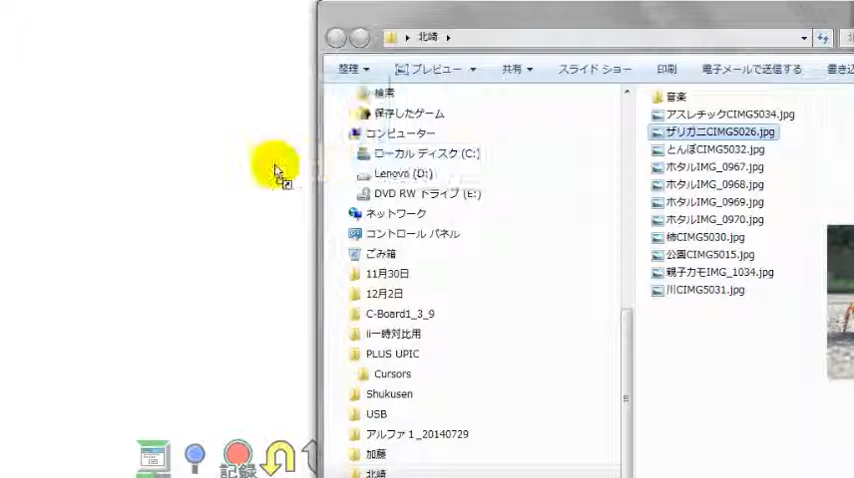 北崎
整理 プレビュー 共有 スライド ショー 印刷 電子メールで送信する 書き込
検索
保存したゲーム
コンピューター
ローカル ディスク (C:)
Lenovo (D:)
DVD RW ドライブ (E:)
ネットワーク
コントロール パネル
ごみ箱
11月30日
12月2日
C-Board1_3_9
ii一時対比用
PLUS UPIC
Cursors
Shukusen
USB
アルファ１_20140729
加藤
北崎
音楽
アスレチックCIMG5034.jpg
ザリガニCIMG5026.jpg
とんぼCIMG5032.jpg
ホタルIMG_0967.jpg
ホタルIMG_0968.jpg
ホタルIMG_0969.jpg
ホタルIMG_0970.jpg
柿CIMG5030.jpg
公園CIMG5015.jpg
親子カモIMG_1034.jpg
川CIMG5031.jpg
記録